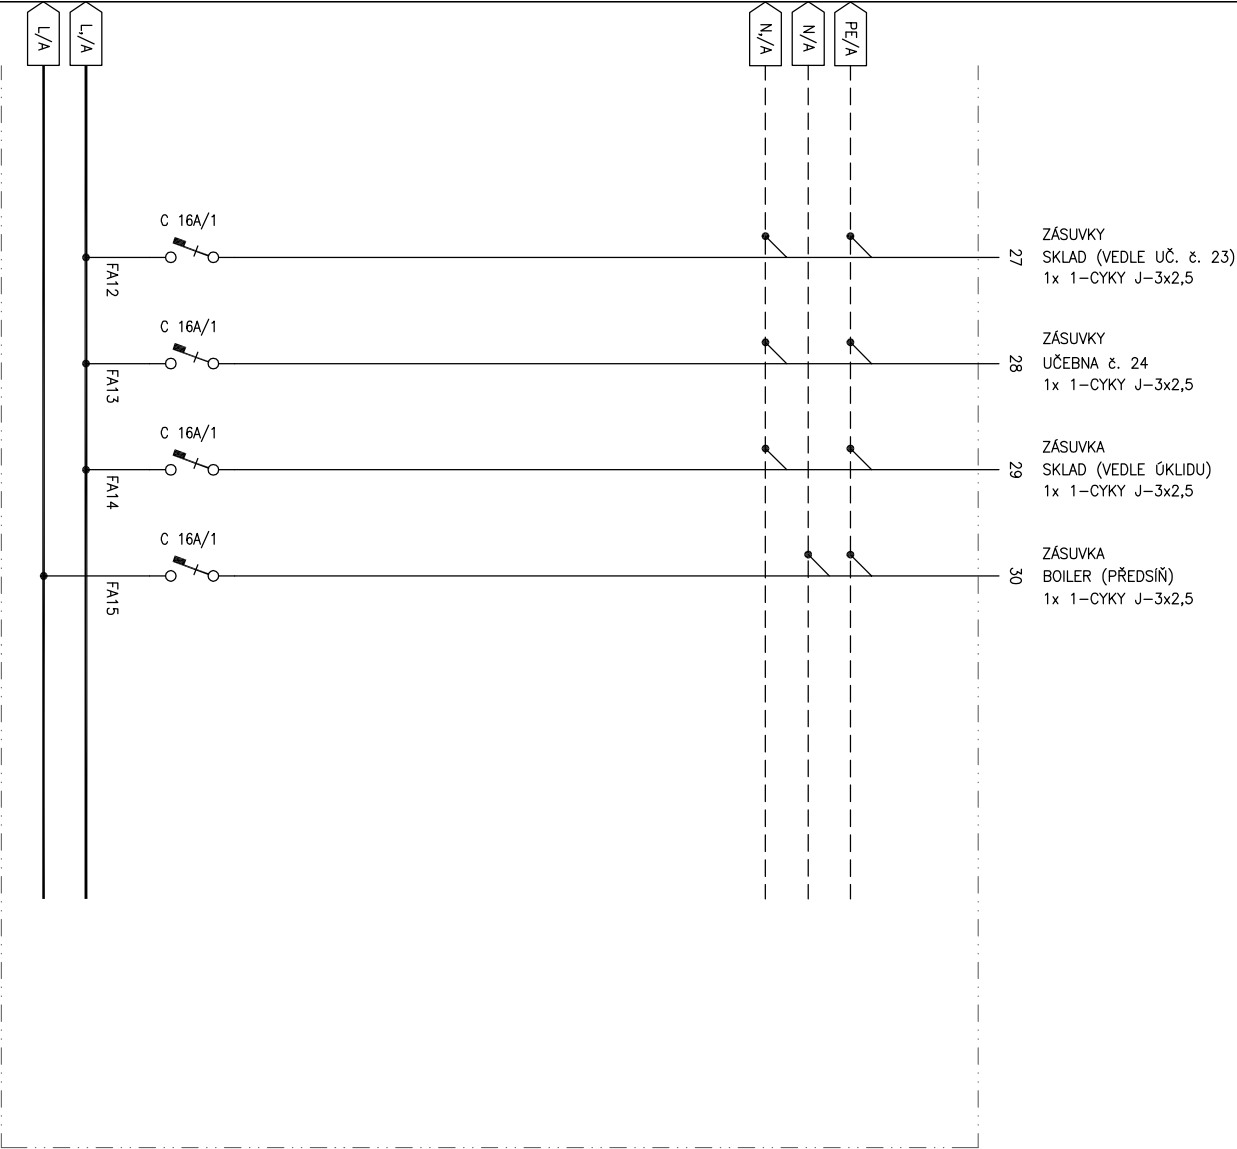 L/A
L,/A
N,/A
N/A
PE/A
C 16A/1
FA12
27
ZÁSUVKY
SKLAD (VEDLE UČ. č. 23)
1x 1-CYKY J-3x2,5
C 16A/1
FA13
28
ZÁSUVKY
UČEBNA č. 24
1x 1-CYKY J-3x2,5
C 16A/1
FA14
29
ZÁSUVKA
SKLAD (VEDLE ÚKLIDU)
1x 1-CYKY J-3x2,5
C 16A/1
FA15
30
ZÁSUVKA
BOILER (PŘEDSÍŇ)
1x 1-CYKY J-3x2,5